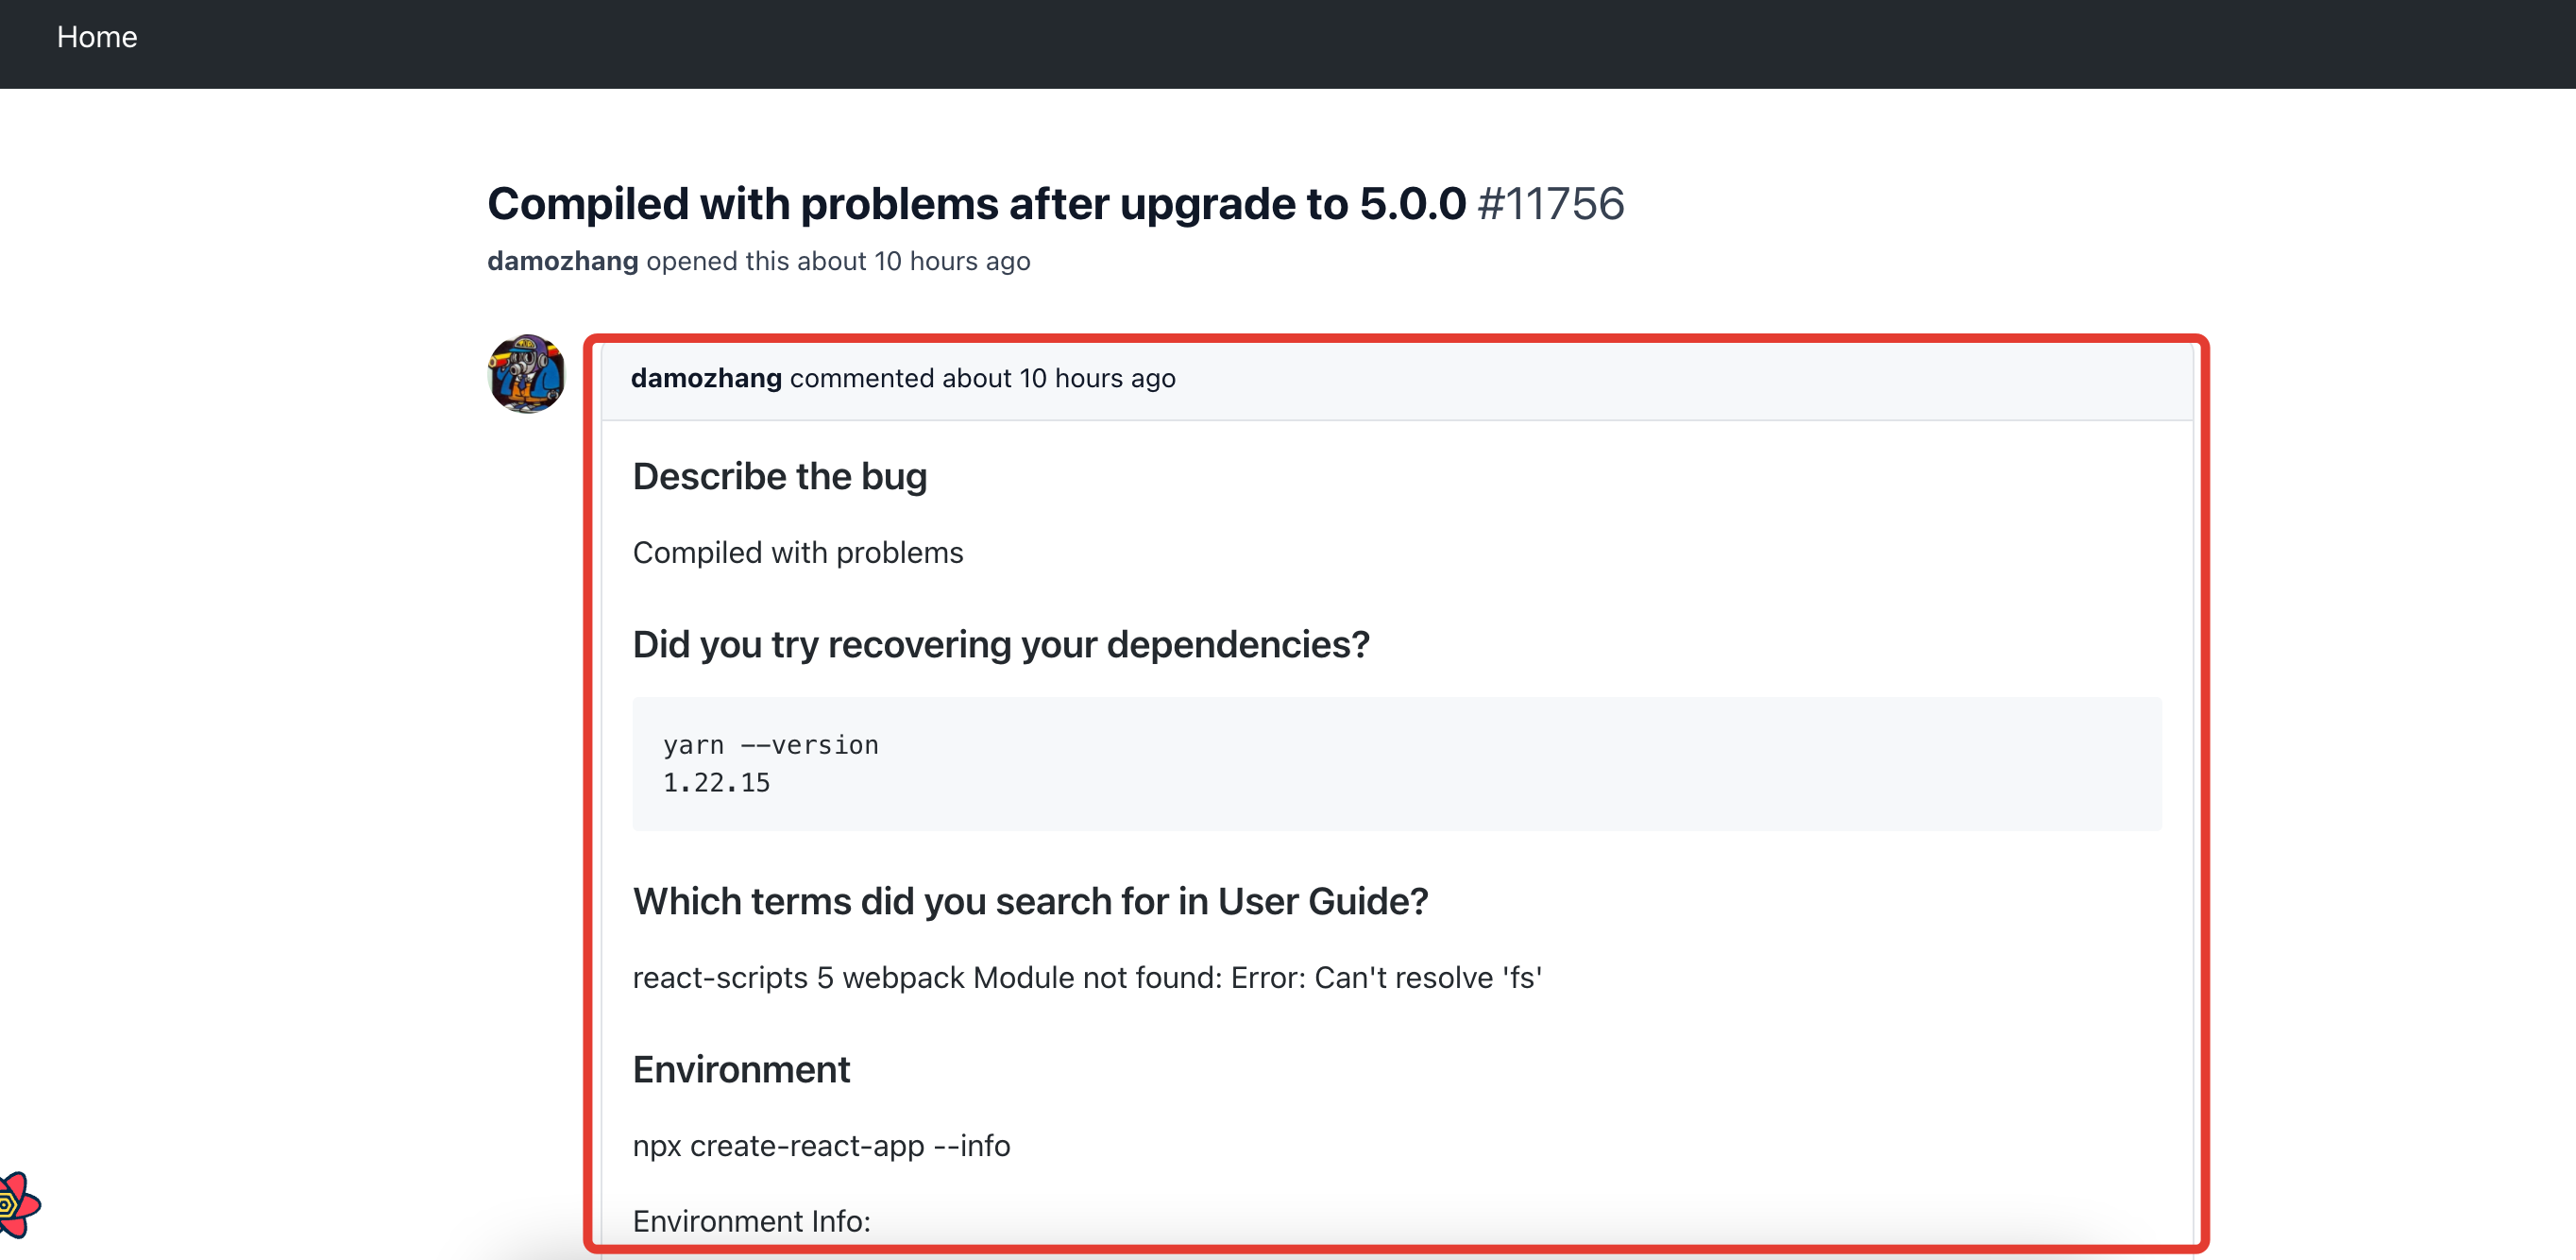 Home
Compiled with problems after upgrade to 5.0.0 #11756
damozhang opened this about 10 hours ago
damozhang commented about 10 hours ago
Describe the bug
Compiled with problems
Did you try recovering your dependencies?
yarn --version
1.22.15
Which terms did you search for in User Guide?
react-scripts 5 webpack Module not found: Error: Can't resolve 'fs'
Environment
npx create-react-app --info
Environment Info: